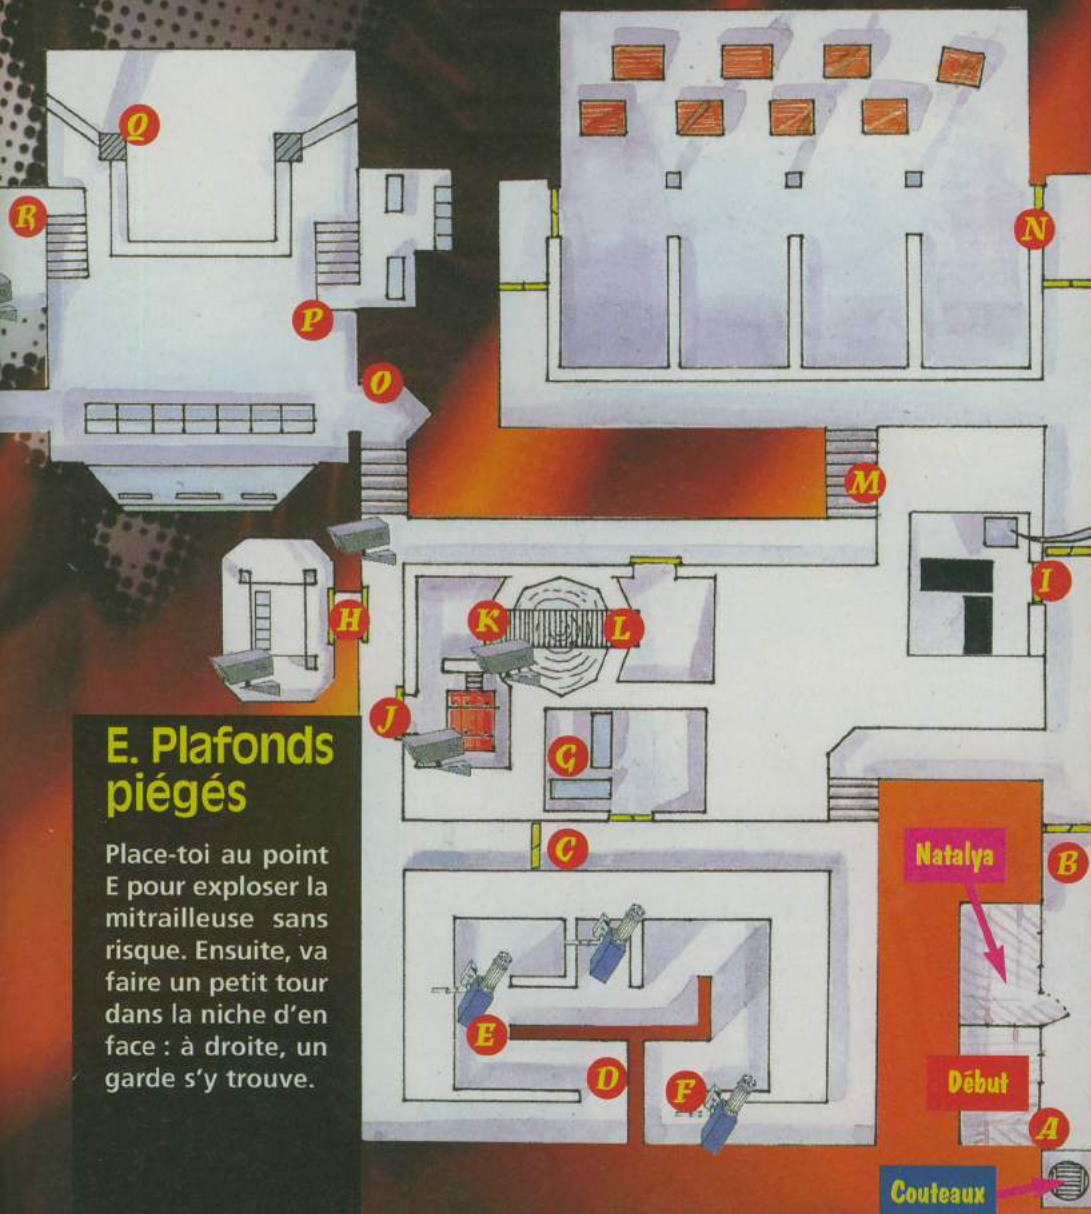 Q
R
N
P
O
M
I
H
K
L
J
G
E. Plafonds
piégés
Place-toi au point
E pour exploser la
mitrailleuse sans
risque. Ensuite, va
faire un petit tour
dans la niche d'en
face : à droite, un
garde s'y trouve.
C
Natalya
B
E
D
F
Début
A
Couteaux